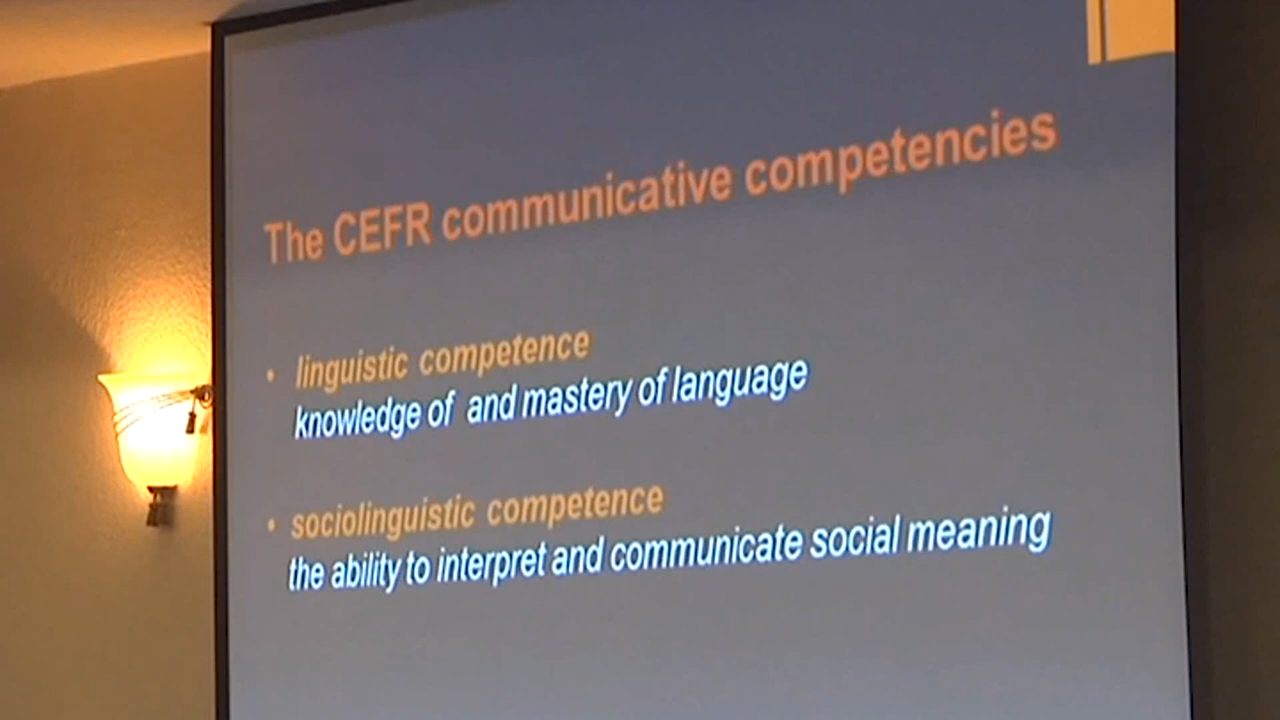 The CEFR communicative competencies
• linguistic competence
knowledge of and mastery of language
• sociolinguistic competence
the ability to interpret and communicate social meaning